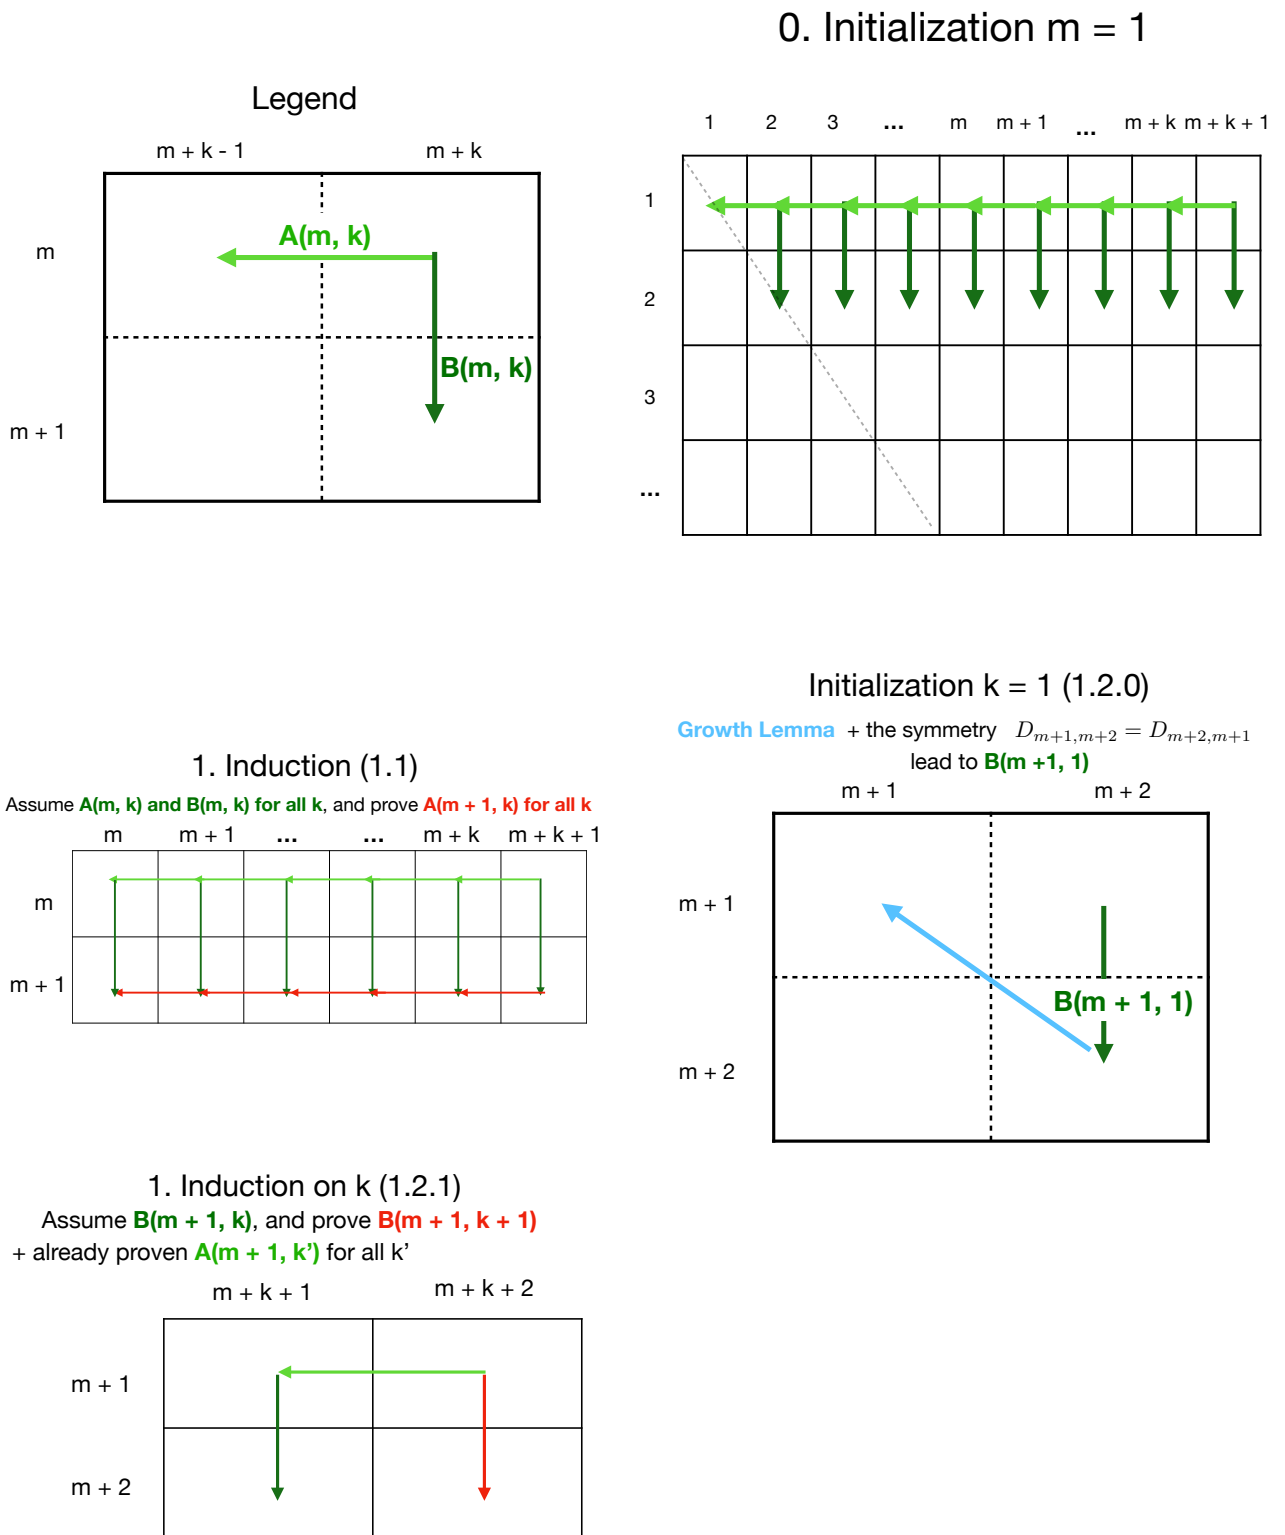 0. Initialization m = 1
Legend
m + k - 1 m + k
m
A(m, k)
B(m, k)
m + 1
1 2 3 ... m m + 1 ... m + k m + k + 1
1
2
3
...
1. Induction (1.1)
Assume A(m, k) and B(m, k) for all k, and prove A(m + 1, k) for all k
m m + 1 ... ... m + k m + k + 1
m
m + 1
Initialization k = 1 (1.2.0)
Growth Lemma + the symmetry $D_{m+1,m+2} = D_{m+2,m+1}$
lead to B(m +1, 1)
m + 1 m + 2
m + 1
B(m + 1, 1)
m + 2
1. Induction on k (1.2.1)
Assume B(m + 1, k), and prove B(m + 1, k + 1)
+ already proven A(m + 1, k’) for all k’
m + k + 1 m + k + 2
m + 1
m + 2